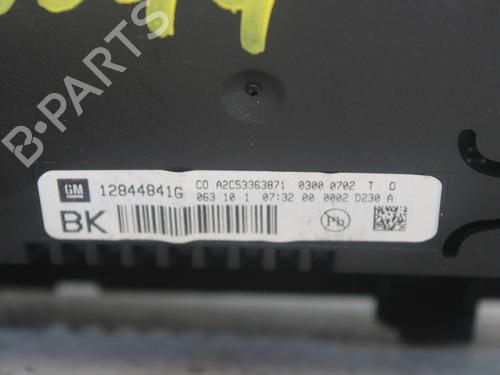 B-PARTS
GM
12844841G
BK
CO A2C53363871 0300 0702 T 0
063 10 1 07:32 00 0002 D230 A
Pb